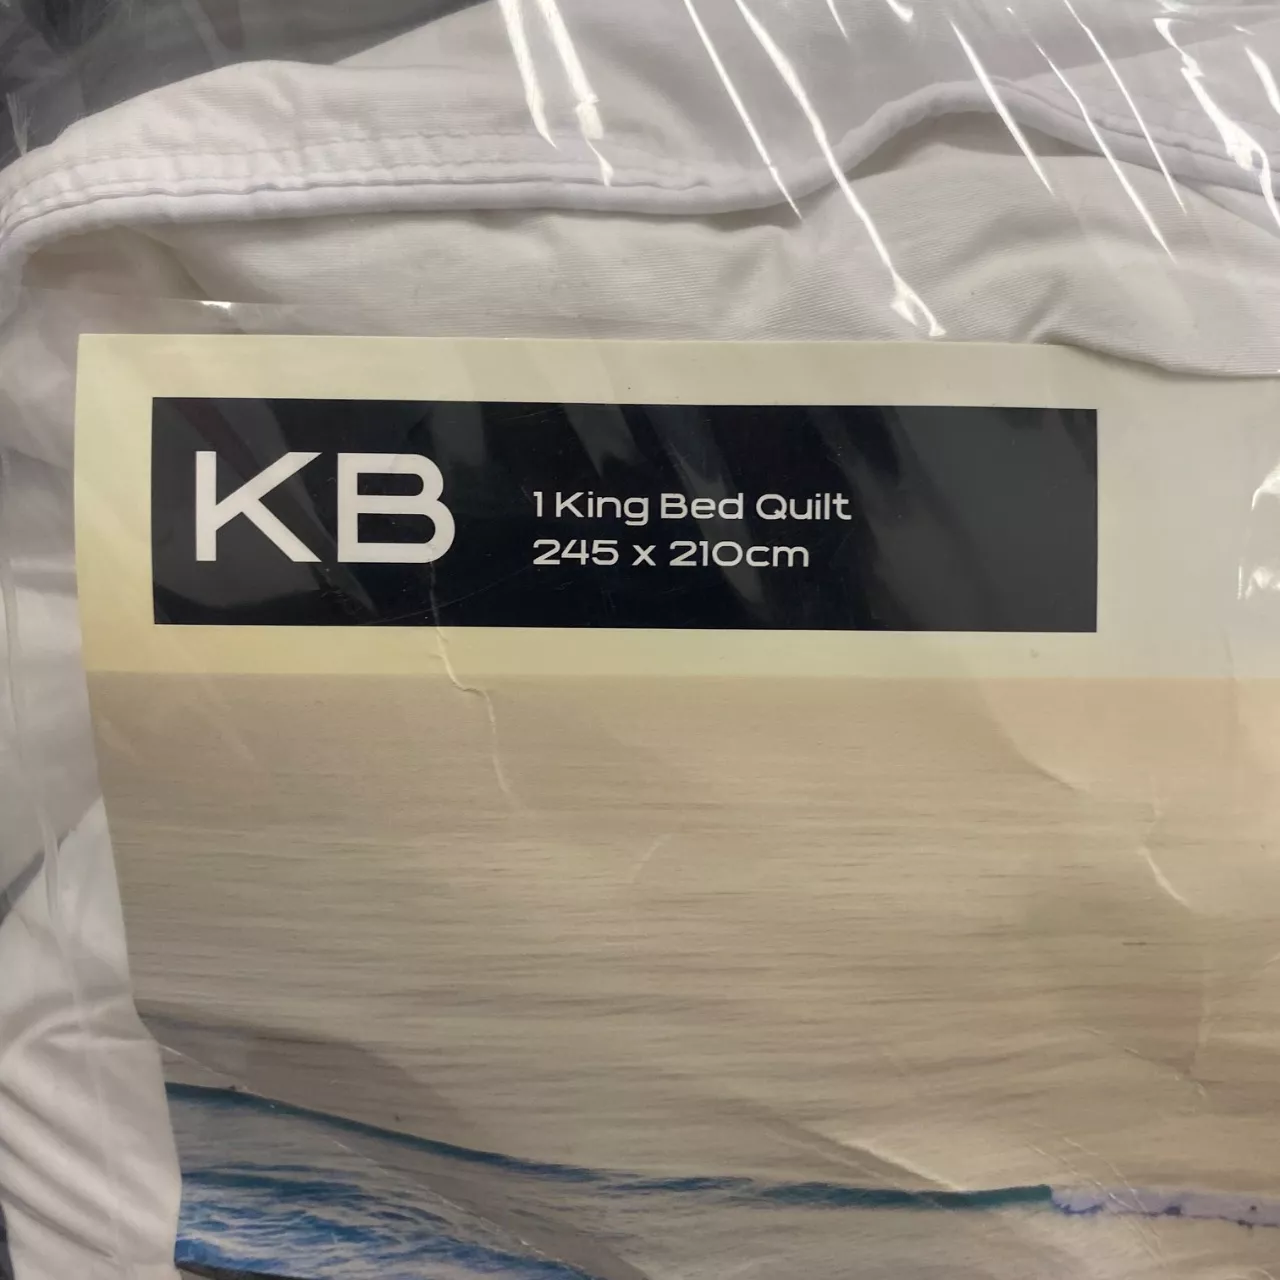 KB
1 King Bed Quilt
245 x 210cm